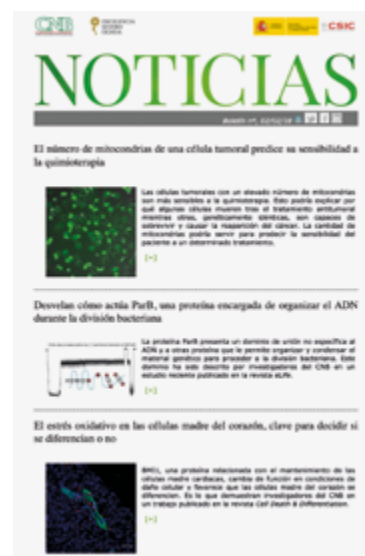 CNB
EXCELENCIA
SEVERO
OCHOA
CSIC
NOTICIAS
Boletín nº, 02/02/18
El número de mitocondrias de una célula tumoral predice su sensibilidad a
la quimioterapia
Las células tumorales con un elevado número de mitocondrias
son más sensibles a la quimioterapia. Esto podría explicar por
qué algunas células mueren tras el tratamiento antitumoral
mientras otras, genéticamente idénticas, son capaces de
sobrevivir y causar la reaparición del cáncer. La cantidad de
mitocondrias podría servir para predecir la sensibilidad del
paciente a un determinado tratamiento.
[+]
Desvelan cómo actúa ParB, una proteína encargada de organizar el ADN
durante la división bacteriana
La proteína ParB presenta un dominio de unión no específica al
ADN y a otras proteína que le permite organizar y condensar el
material genético para proceder a la división bacteriana. Este
dominio ha sido descrito por investigadores del CNB en un
estudio reciente publicado en la revista eLife.
[+]
El estrés oxidativo en las células madre del corazón, clave para decidir si
se diferencian o no
BMI1, una proteína relacionada con el mantenimiento de las
células madre cardiacas, cambia de función en condiciones de
daño celular y favorece que las células madre del corazón se
diferencien. Es lo que demuestran investigadores del CNB en
un trabajo publicado en la revista Cell Death & Differentiation.
[+]